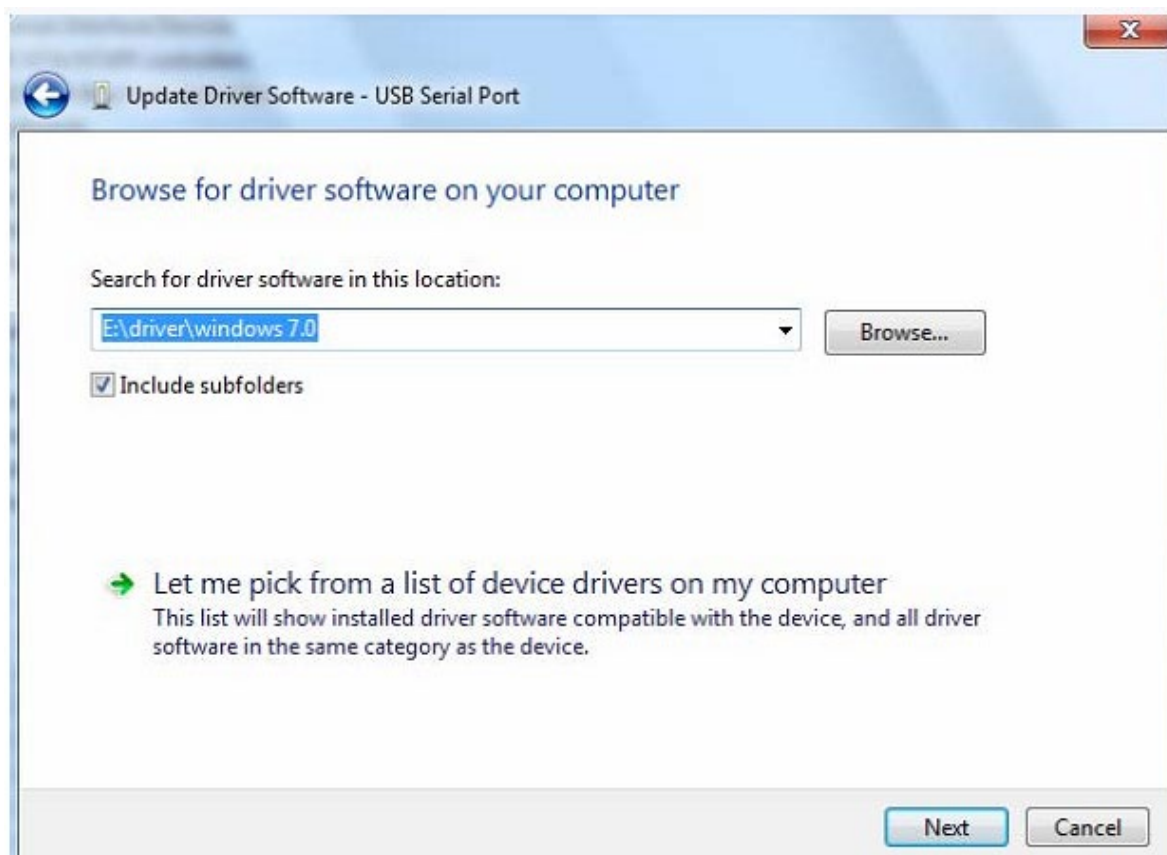 Update Driver Software - USB Serial Port
Browse for driver software on your computer
Search for driver software in this location:
E:\driver\windows 7.0
Browse...
Include subfolders
Let me pick from a list of device drivers on my computer
This list will show installed driver software compatible with the device, and all driver
software in the same category as the device.
Next
Cancel